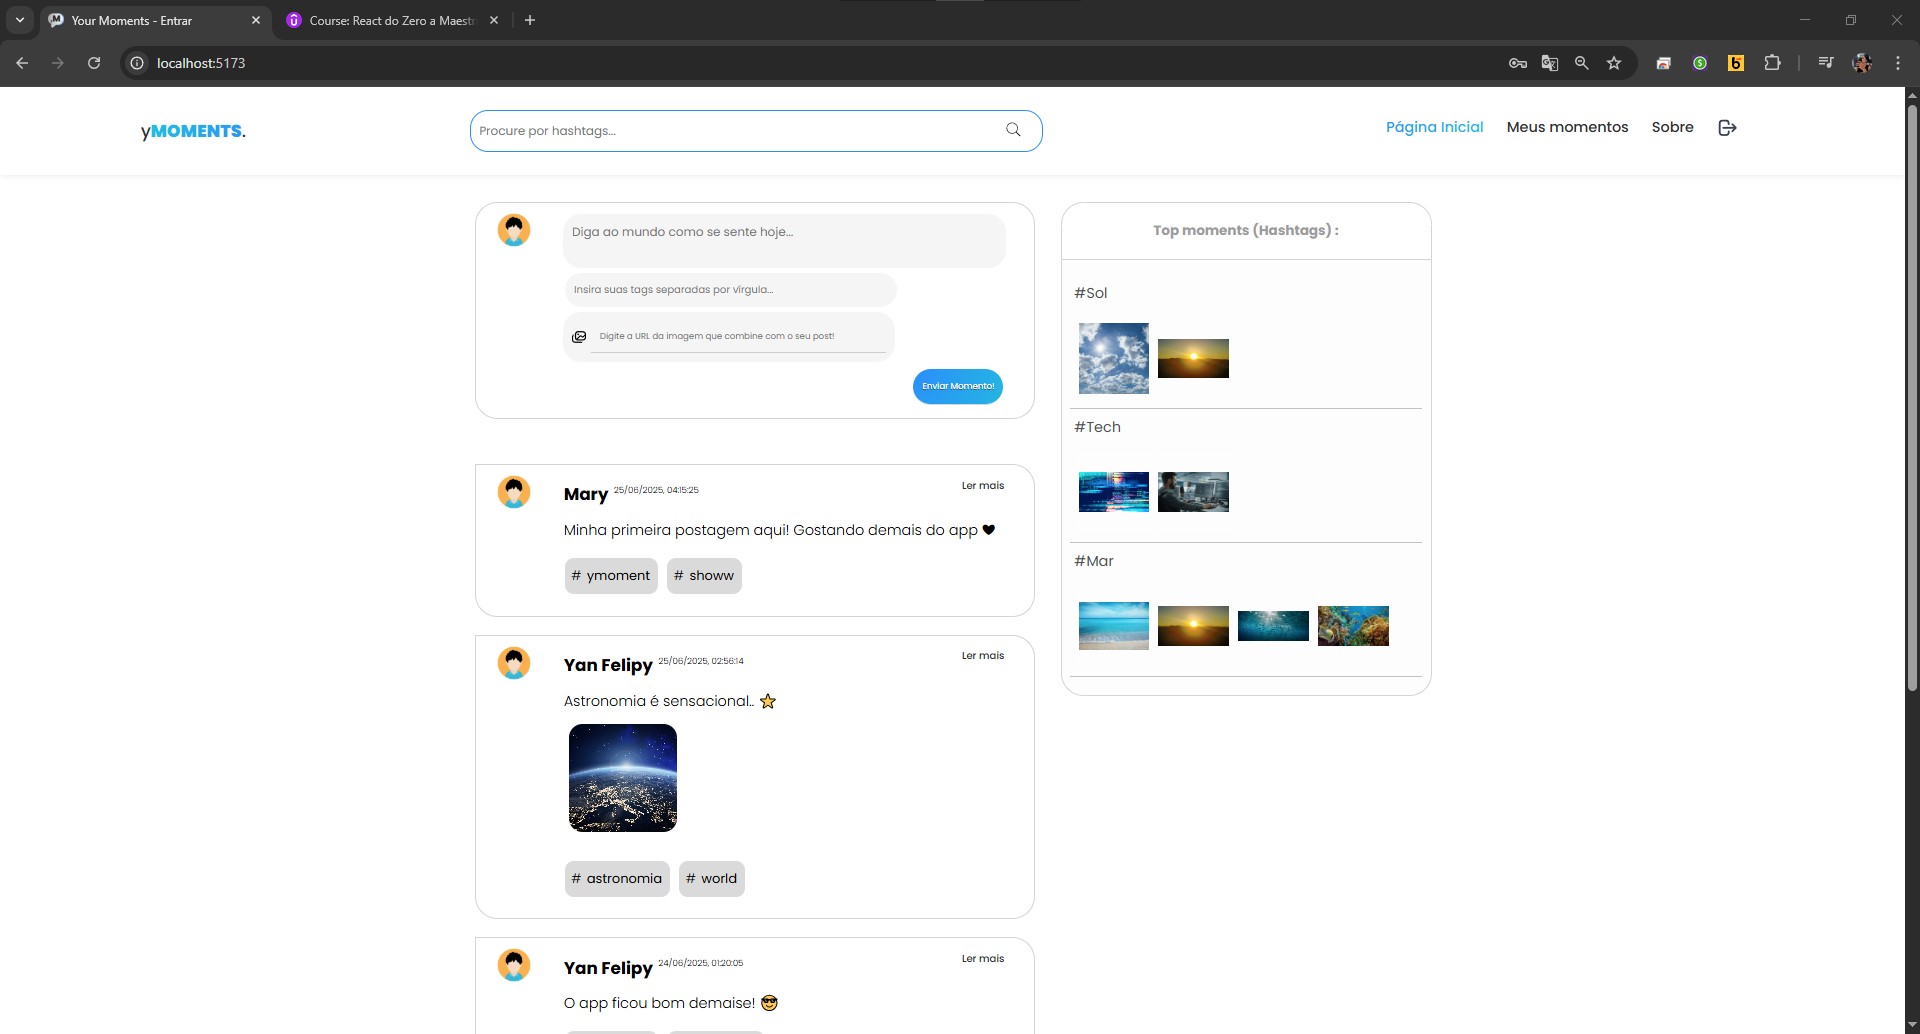 Your Moments - Entrar
Course: React do Zero a Maestr
localhost:5173
yMOMENTS.
Procure por hashtags...
Página Inicial
Meus momentos
Sobre
Diga ao mundo como se sente hoje...
Insira suas tags separadas por vírgula...
Digite a URL da imagem que combine com o seu post!
Enviar Momento!
Top moments (Hashtags) :
#Sol
#Tech
#Mar
Mary 25/06/2025, 04:15:25
Ler mais
Minha primeira postagem aqui! Gostando demais do app 🖤
# ymoment
# showw
Yan Felipy 25/06/2025, 02:56:14
Ler mais
Astronomia é sensacional.. ⭐
# astronomia
# world
Yan Felipy 24/06/2025, 01:20:05
Ler mais
O app ficou bom demaise! 😎